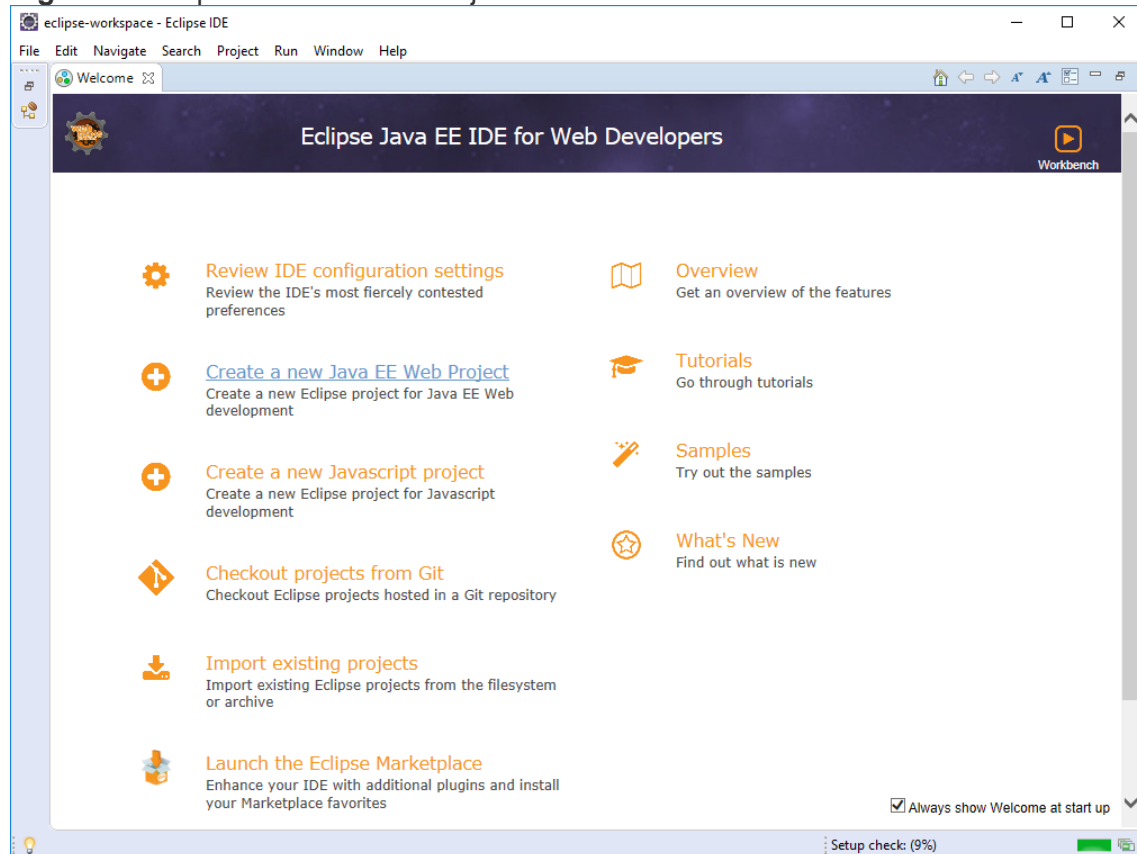 eclipse-workspace - Eclipse IDE
File Edit Navigate Search Project Run Window Help
Welcome
Eclipse Java EE IDE for Web Developers
Workbench
Review IDE configuration settings
Review the IDE's most fiercely contested
preferences
Create a new Java EE Web Project
Create a new Eclipse project for Java EE Web
development
Create a new Javascript project
Create a new Eclipse project for Javascript
development
Checkout projects from Git
Checkout Eclipse projects hosted in a Git repository
Import existing projects
Import existing Eclipse projects from the filesystem
or archive
Launch the Eclipse Marketplace
Enhance your IDE with additional plugins and install
your Marketplace favorites
Overview
Get an overview of the features
Tutorials
Go through tutorials
Samples
Try out the samples
What's New
Find out what is new
Always show Welcome at start up
Setup check: (9%)